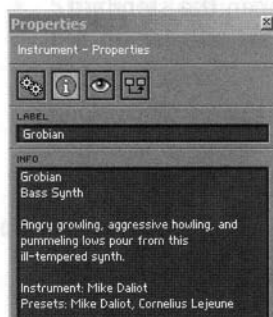 Properties
Instrument - Properties
LABEL
Grobian
INFO
Grobian
Bass Synth
Angry growling, aggressive howling, and
pummeling lows pour from this
ill-tempered synth.
Instrument: Mike Daliot
Presets: Mike Daliot, Cornelius Lejeune